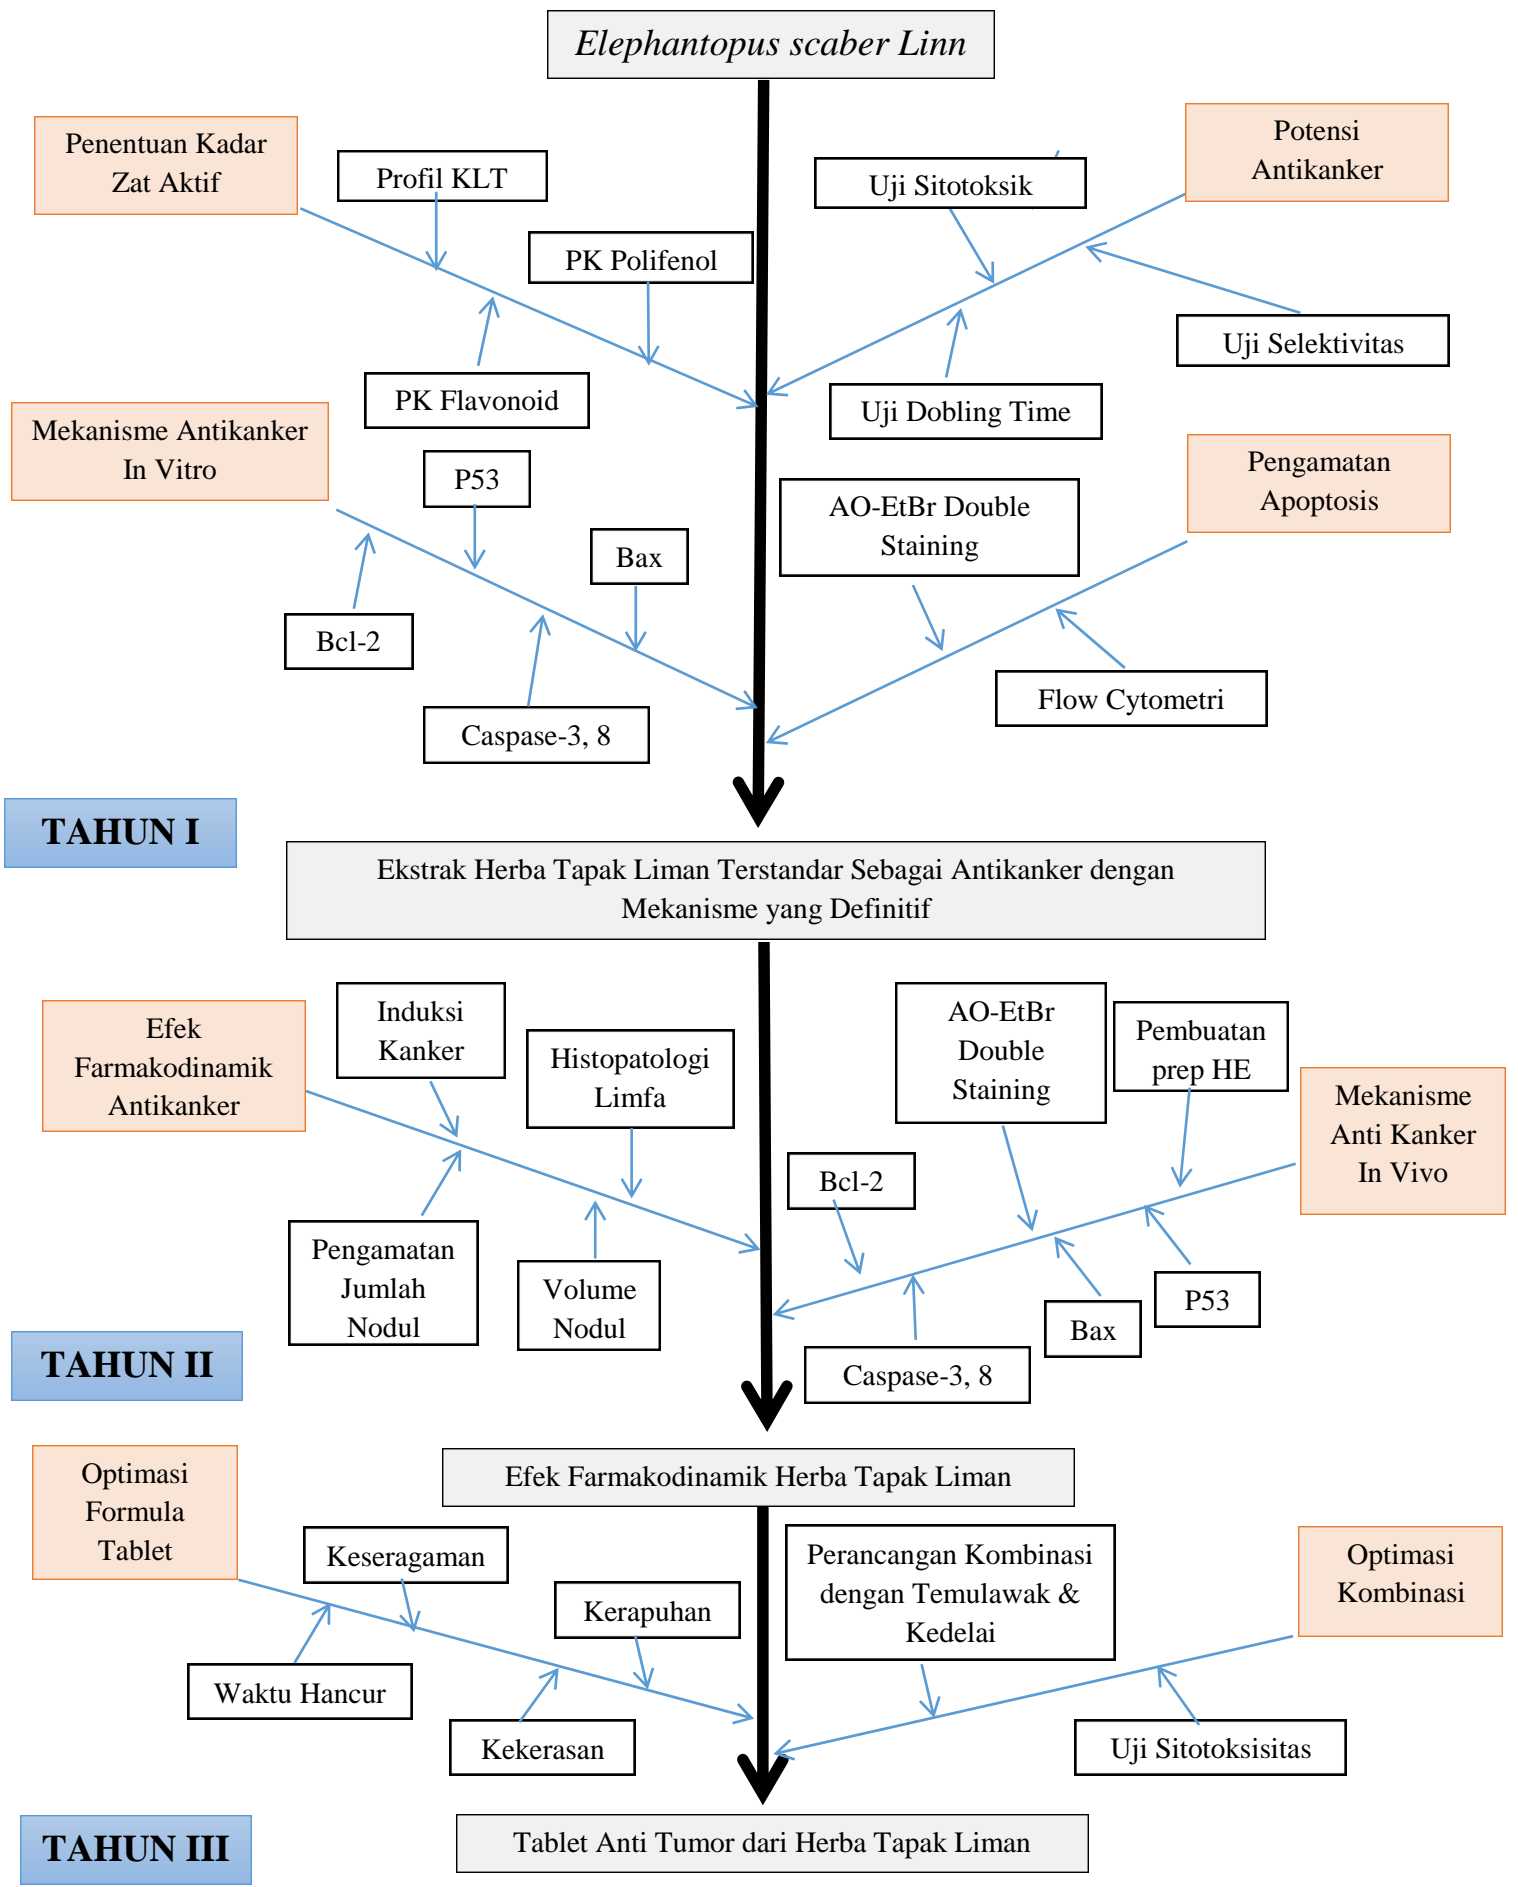 Elephantopus scaber Linn
Penentuan Kadar
Zat Aktif
Profil KLT
PK Polifenol
PK Flavonoid
Uji Sitotoksik
Potensi
Antikanker
Uji Selektivitas
Uji Dobling Time
Mekanisme Antikanker
In Vitro
P53
Bax
Bcl-2
Caspase-3, 8
AO-EtBr Double
Staining
Pengamatan
Apoptosis
Flow Cytometri
TAHUN I
Ekstrak Herba Tapak Liman Terstandar Sebagai Antikanker dengan
Mekanisme yang Definitif
Efek
Farmakodinamik
Antikanker
Induksi
Kanker
Histopatologi
Limfa
Pengamatan
Jumlah
Nodul
Volume
Nodul
AO-EtBr
Double
Staining
Pembuatan
prep HE
Mekanisme
Anti Kanker
In Vivo
Bcl-2
P53
Bax
Caspase-3, 8
TAHUN II
Efek Farmakodinamik Herba Tapak Liman
Optimasi
Formula
Tablet
Keseragaman
Kerapuhan
Waktu Hancur
Kekerasan
Perancangan Kombinasi
dengan Temulawak &
Kedelai
Optimasi
Kombinasi
Uji Sitotoksisitas
TAHUN III
Tablet Anti Tumor dari Herba Tapak Liman